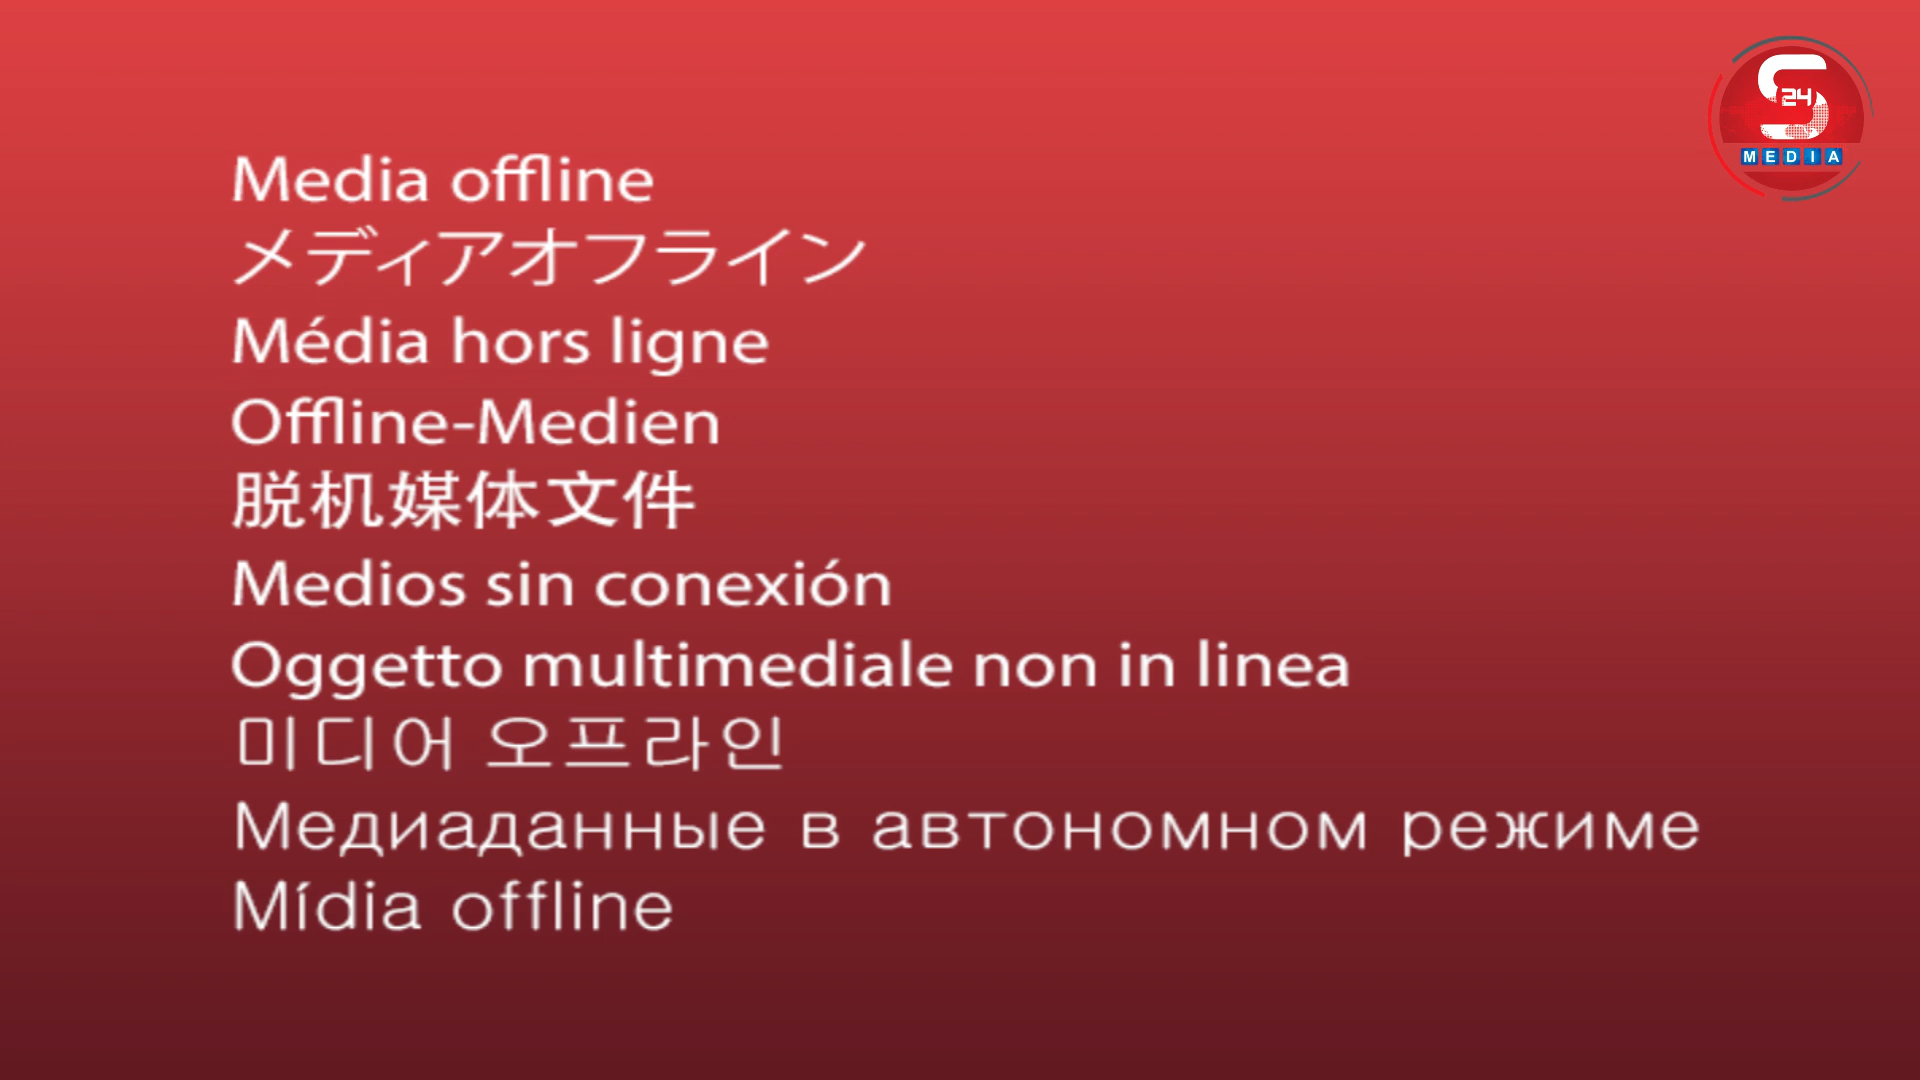 Media offline
メディアオフライン
Média hors ligne
Offline-Medien
脱机媒体文件
Medios sin conexión
Oggetto multimediale non in linea
미디어 오프라인
Медиаданные в автономном режиме
Mídia offline
S 24
MEDIA